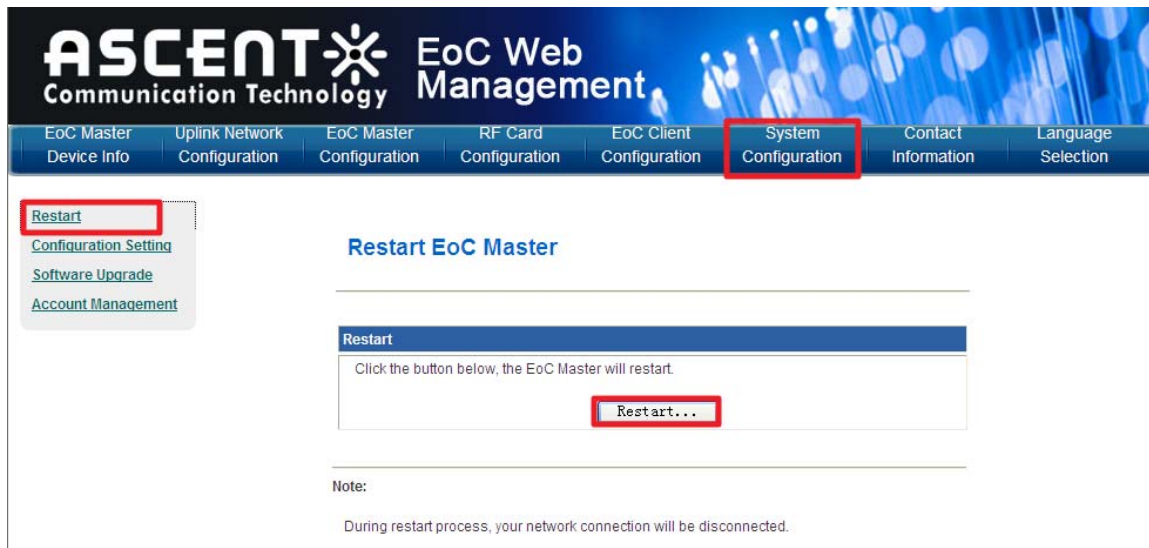 ASCENT
Communication Technology
EoC Web
Management
EoC Master
Device Info
Uplink Network
Configuration
EoC Master
Configuration
RF Card
Configuration
EoC Client
Configuration
System
Configuration
Contact
Information
Language
Selection
Restart
Configuration Setting
Software Upgrade
Account Management
Restart EoC Master
Restart
Click the button below, the EoC Master will restart.
Restart...
Note:
During restart process, your network connection will be disconnected.